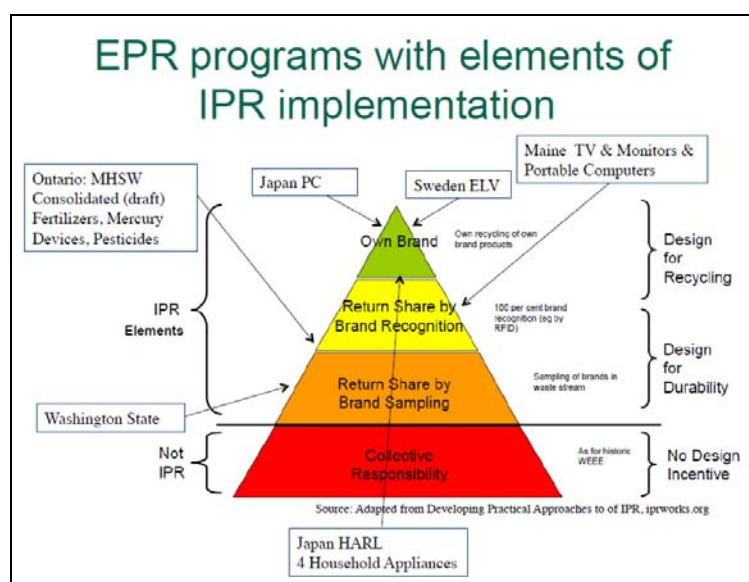 EPR programs with elements of
IPR implementation
Maine TV & Monitors &
Portable Computers
Ontario: MHSW
Consolidated (draft)
Fertilizers, Mercury
Devices, Pesticides
Japan PC
Sweden ELV
Own Brand
Own recycling of own
brand products
Design
for
Recycling
IPR
Elements
Return Share by
Brand Recognition
100 per cent brand
recognition (eg by
RFID)
Design
for
Durability
Return Share by
Brand Sampling
Sampling of brands in
waste stream
Washington State
Not
IPR
Collective
Responsibility
As for historic
WEEE
No Design
Incentive
Source: Adapted from Developing Practical Approaches to of IPR, iprworks.org
Japan HARL
4 Household Appliances